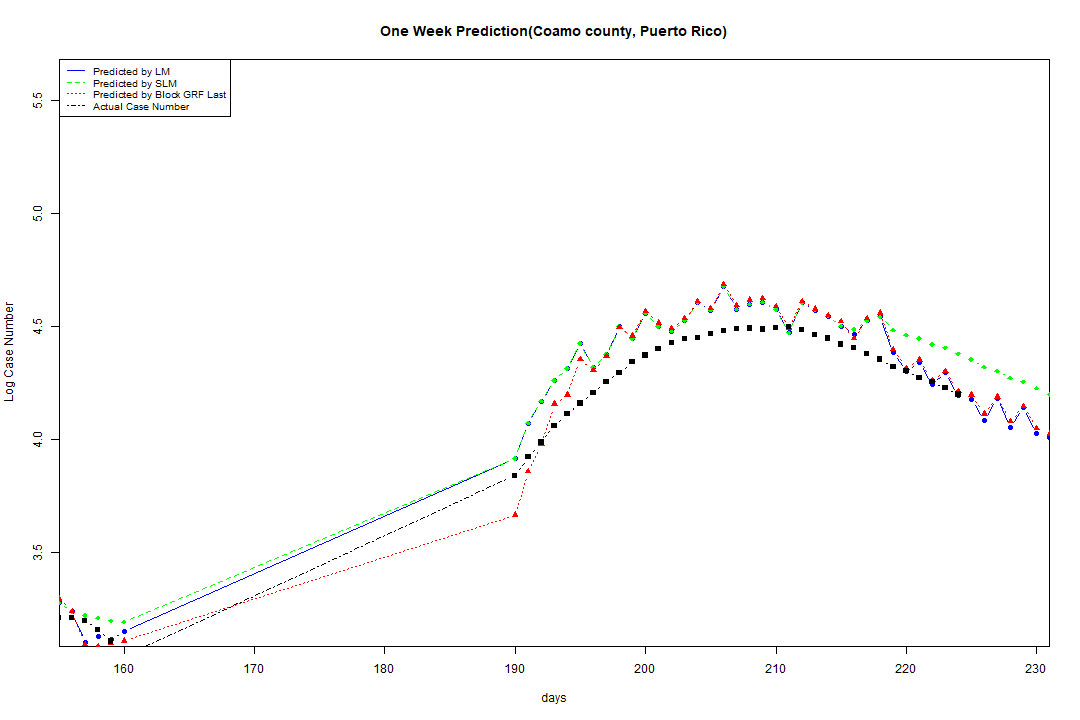 One Week Prediction(Coamo county, Puerto Rico)
Predicted by LM
Predicted by SLM
Predicted by Block GRF Last
Actual Case Number
5.5
5.0
4.5
4.0
3.5
Log Case Number
160 170 180 190 200 210 220 230
days